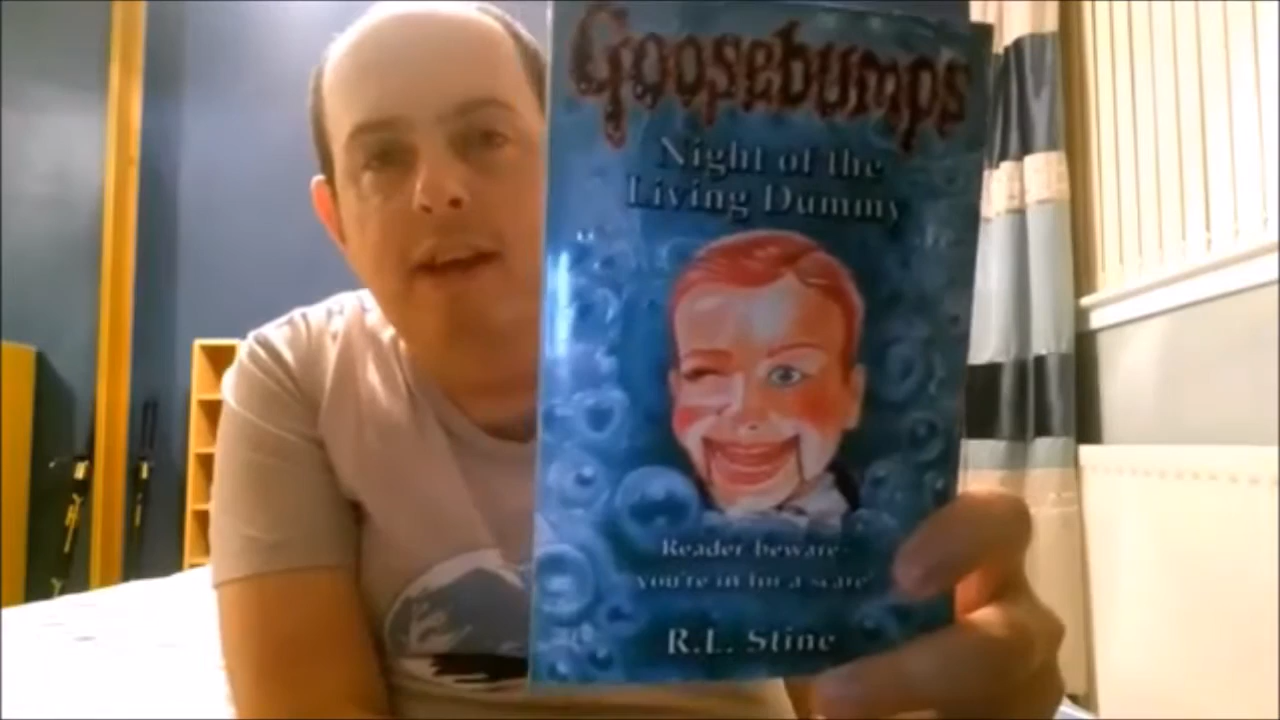 Goosebumps
Night of the
Living Dummy
Reader beware-
you're in for a scare!
R.L. Stine